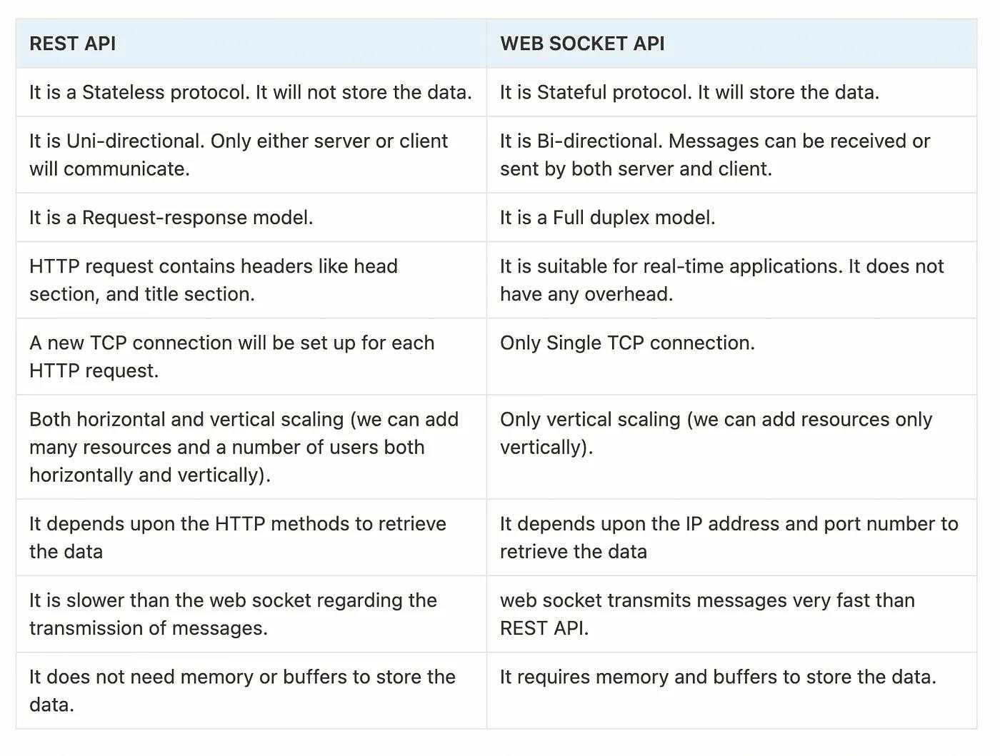 REST API
WEB SOCKET API
It is a Stateless protocol. It will not store the data.
It is Stateful protocol. It will store the data.
It is Uni-directional. Only either server or client
will communicate.
It is Bi-directional. Messages can be received or
sent by both server and client.
It is a Request-response model.
It is a Full duplex model.
HTTP request contains headers like head
section, and title section.
It is suitable for real-time applications. It does not
have any overhead.
A new TCP connection will be set up for each
HTTP request.
Only Single TCP connection.
Both horizontal and vertical scaling (we can add
many resources and a number of users both
horizontally and vertically).
Only vertical scaling (we can add resources only
vertically).
It depends upon the HTTP methods to retrieve
the data
It depends upon the IP address and port number to
retrieve the data
It is slower than the web socket regarding the
transmission of messages.
web socket transmits messages very fast than
REST API.
It does not need memory or buffers to store the
data.
It requires memory and buffers to store the data.